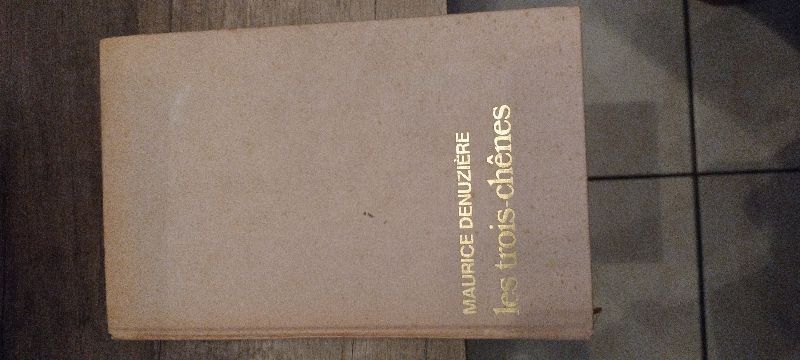 MAURICE DENUZIÈRE
les trois-chênes